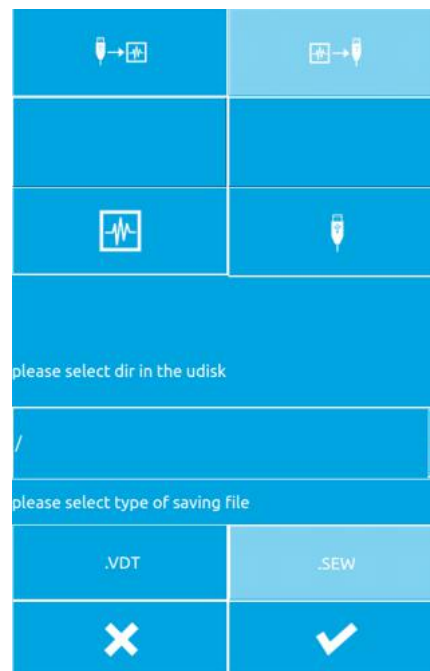 please select dir in the udisk
/
please select type of saving file
.VDT
.SEW